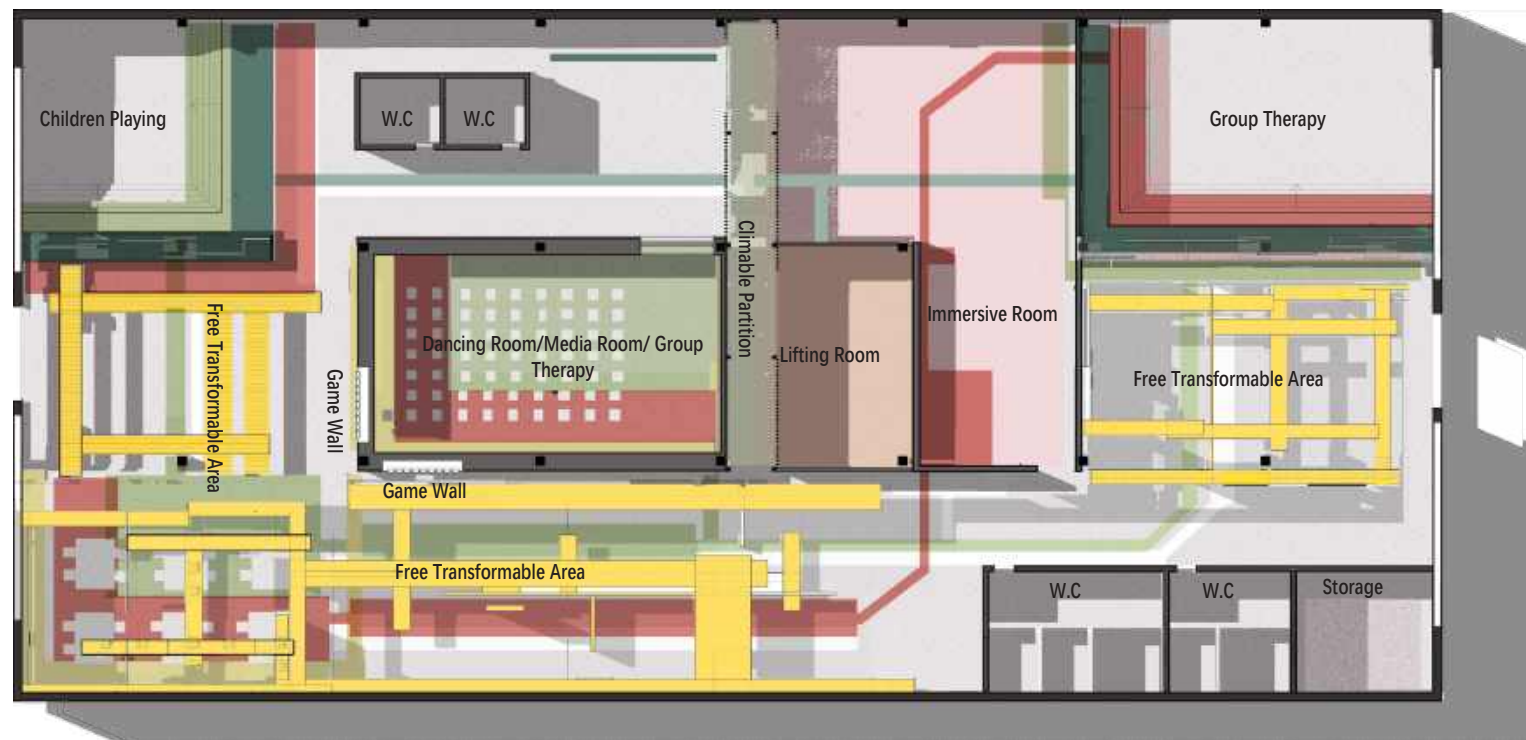 Children Playing
W.C
W.C
Group Therapy
Climable Partition
Free Transformable Area
Game Wall
Dancing Room/Media Room/ Group
Therapy
Lifting Room
Immersive Room
Free Transformable Area
Game Wall
Free Transformable Area
W.C
W.C
Storage